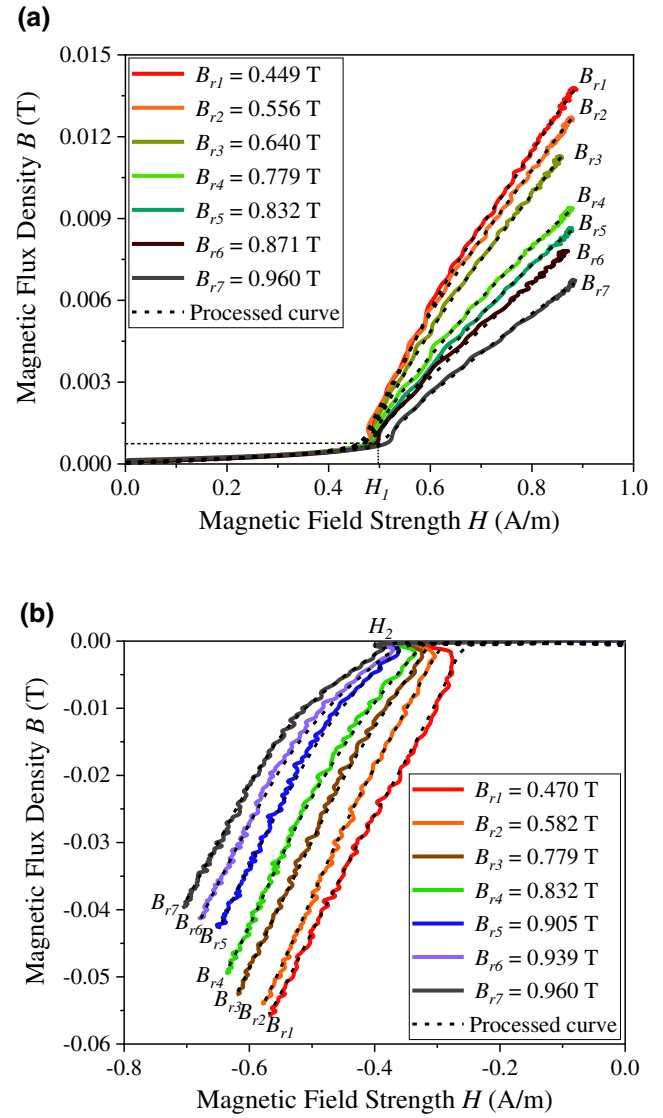 (a)
0.015
0.012
0.009
0.006
0.003
0.000
Magnetic Flux Density B (T)
Br1 = 0.449 T
Br2 = 0.556 T
Br3 = 0.640 T
Br4 = 0.779 T
Br5 = 0.832 T
Br6 = 0.871 T
Br7 = 0.960 T
Processed curve
Br1
Br2
Br3
Br4
Br5
Br6
Br7
0.0 0.2 0.4 0.6 0.8 1.0
H1
Magnetic Field Strength H (A/m)
(b)
H2
0.00
-0.01
-0.02
-0.03
-0.04
-0.05
-0.06
Magnetic Flux Density B (T)
Br7
Br6
Br5
Br4
Br3
Br2
Br1
Br1 = 0.470 T
Br2 = 0.582 T
Br3 = 0.779 T
Br4 = 0.832 T
Br5 = 0.905 T
Br6 = 0.939 T
Br7 = 0.960 T
Processed curve
-0.8 -0.6 -0.4 -0.2 0.0
Magnetic Field Strength H (A/m)